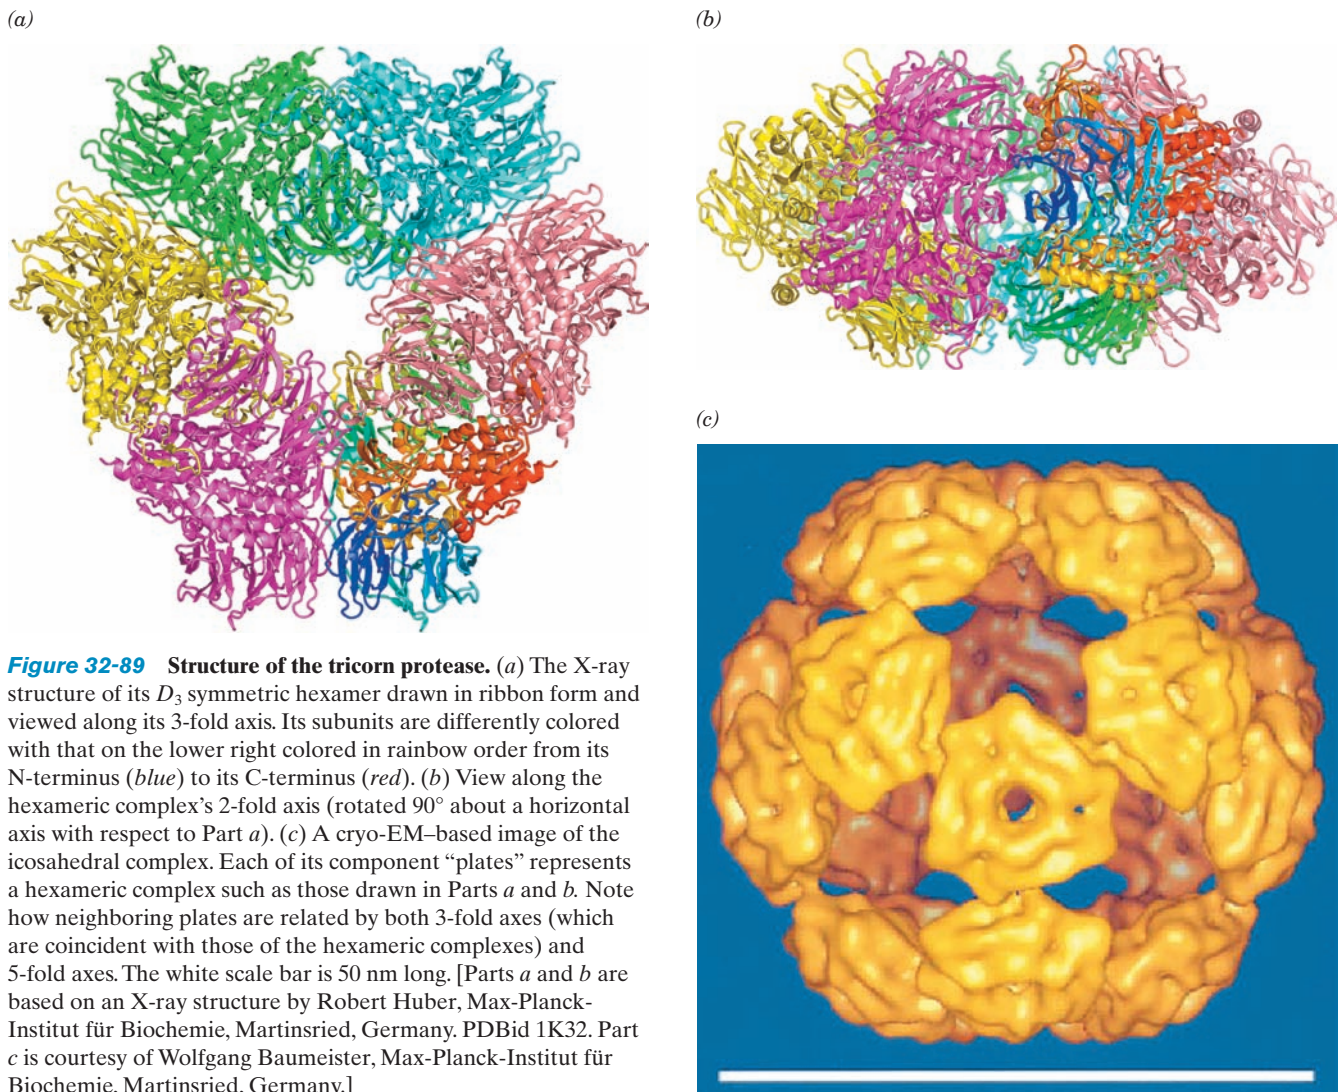 (a)
(b)
(c)
Figure 32-89 Structure of the tricorn protease. (a) The X-ray
structure of its D3 symmetric hexamer drawn in ribbon form and
viewed along its 3-fold axis. Its subunits are differently colored
with that on the lower right colored in rainbow order from its
N-terminus (blue) to its C-terminus (red). (b) View along the
hexameric complex's 2-fold axis (rotated 90° about a horizontal
axis with respect to Part a). (c) A cryo-EM–based image of the
icosahedral complex. Each of its component "plates" represents
a hexameric complex such as those drawn in Parts a and b. Note
how neighboring plates are related by both 3-fold axes (which
are coincident with those of the hexameric complexes) and
5-fold axes. The white scale bar is 50 nm long. [Parts a and b are
based on an X-ray structure by Robert Huber, Max-Planck-
Institut für Biochemie, Martinsried, Germany. PDBid 1K32. Part
c is courtesy of Wolfgang Baumeister, Max-Planck-Institut für
Biochemie, Martinsried, Germany.]